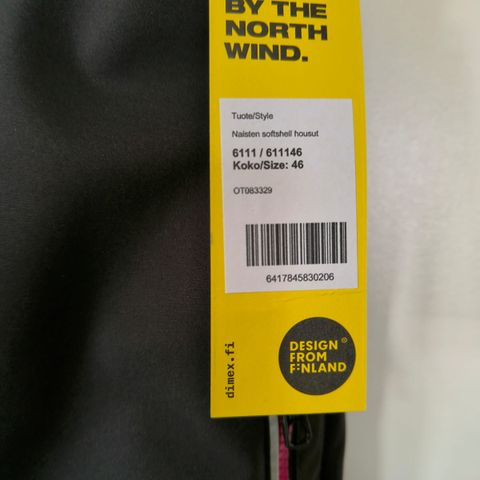 BY THE
NORTH
WIND.
Tuote/Style
Naisten softshell housut
6111 / 611146
Koko/Size: 46
OT083329
6417845830206
dimex.fi
DESIGN
FROM
FINLAND